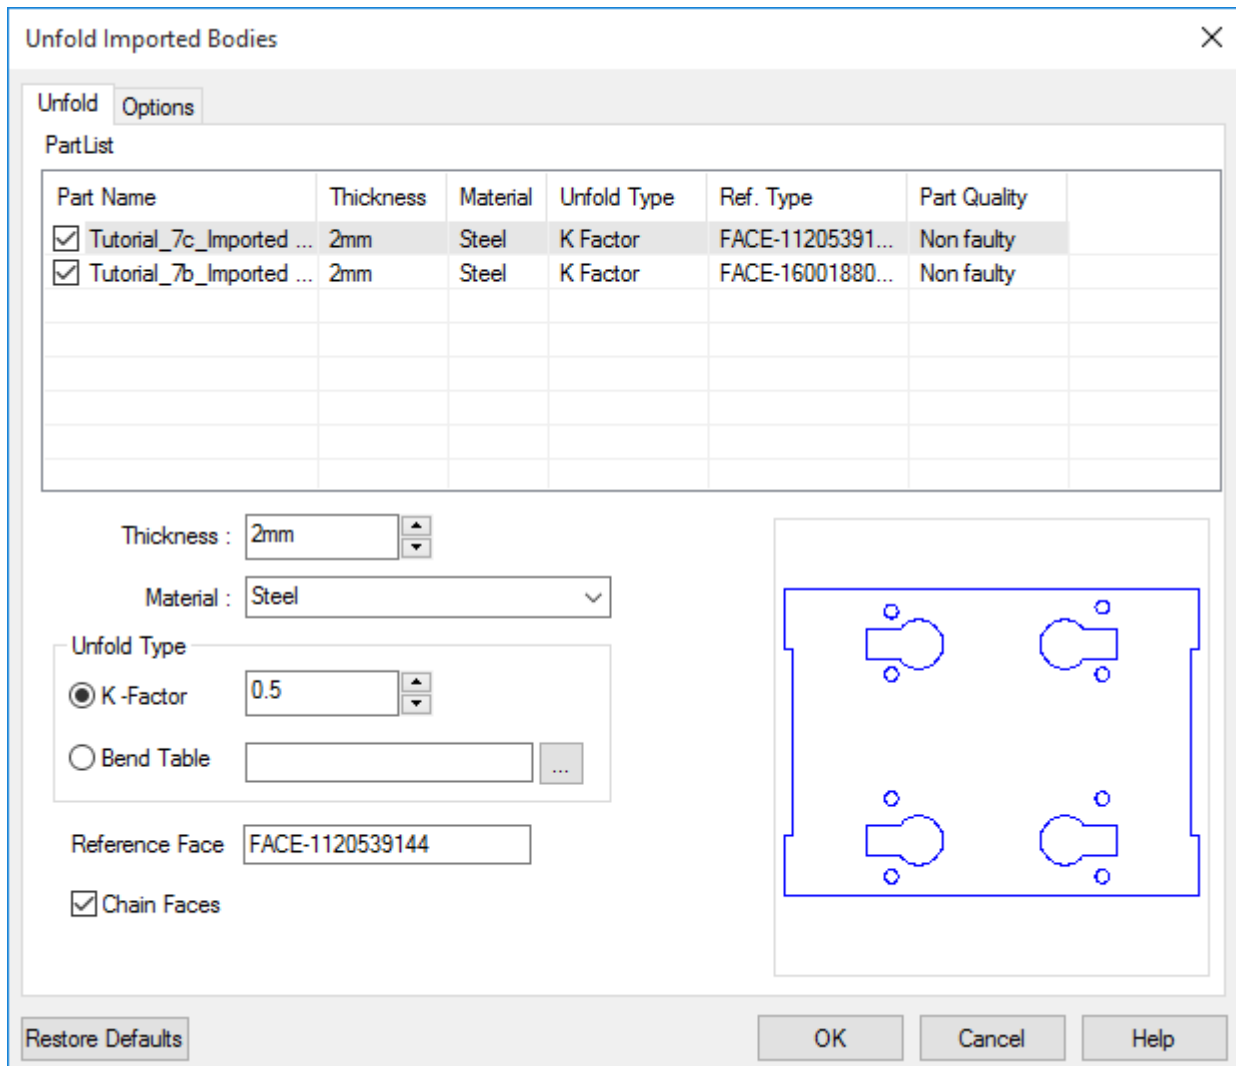 Unfold Imported Bodies
Unfold Options
PartList
Part Name Thickness Material Unfold Type Ref. Type Part Quality
Tutorial_7c_Imported ... 2mm Steel K Factor FACE-11205391... Non faulty
Tutorial_7b_Imported ... 2mm Steel K Factor FACE-16001880... Non faulty
Thickness : 2mm
Material : Steel
Unfold Type
K -Factor 0.5
Bend Table ...
Reference Face FACE-1120539144
Chain Faces
Restore Defaults OK Cancel Help